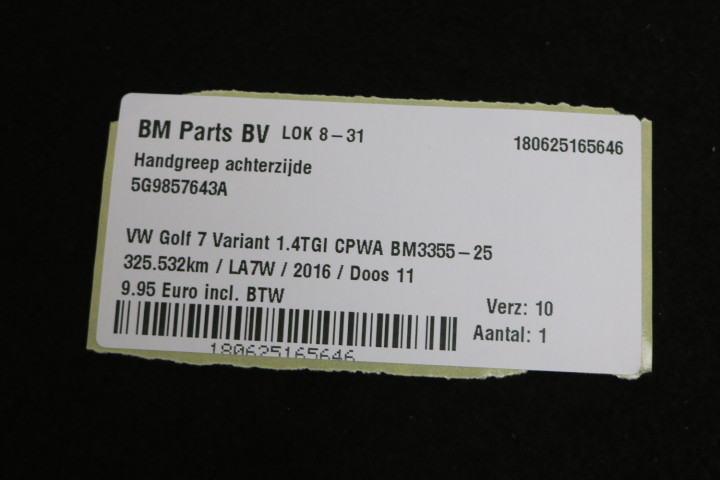 BM Parts BV LOK 8-31
180625165646
Handgreep achterzijde
5G9857643A
VW Golf 7 Variant 1.4TGI CPWA BM3355-25
325.532km / LA7W / 2016 / Doos 11
9.95 Euro incl. BTW
Verz: 10
Aantal: 1
180625165646